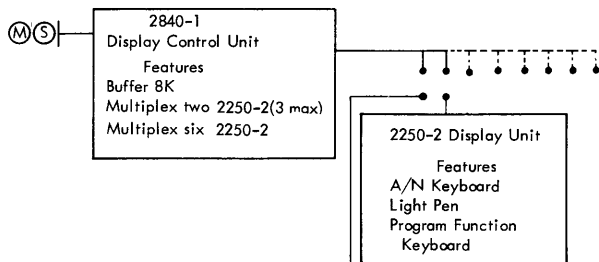 M S
2840-1
Display Control Unit
Features
Buffer 8K
Multiplex two 2250-2(3 max)
Multiplex six 2250-2
2250-2 Display Unit
Features
A/N Keyboard
Light Pen
Program Function
Keyboard